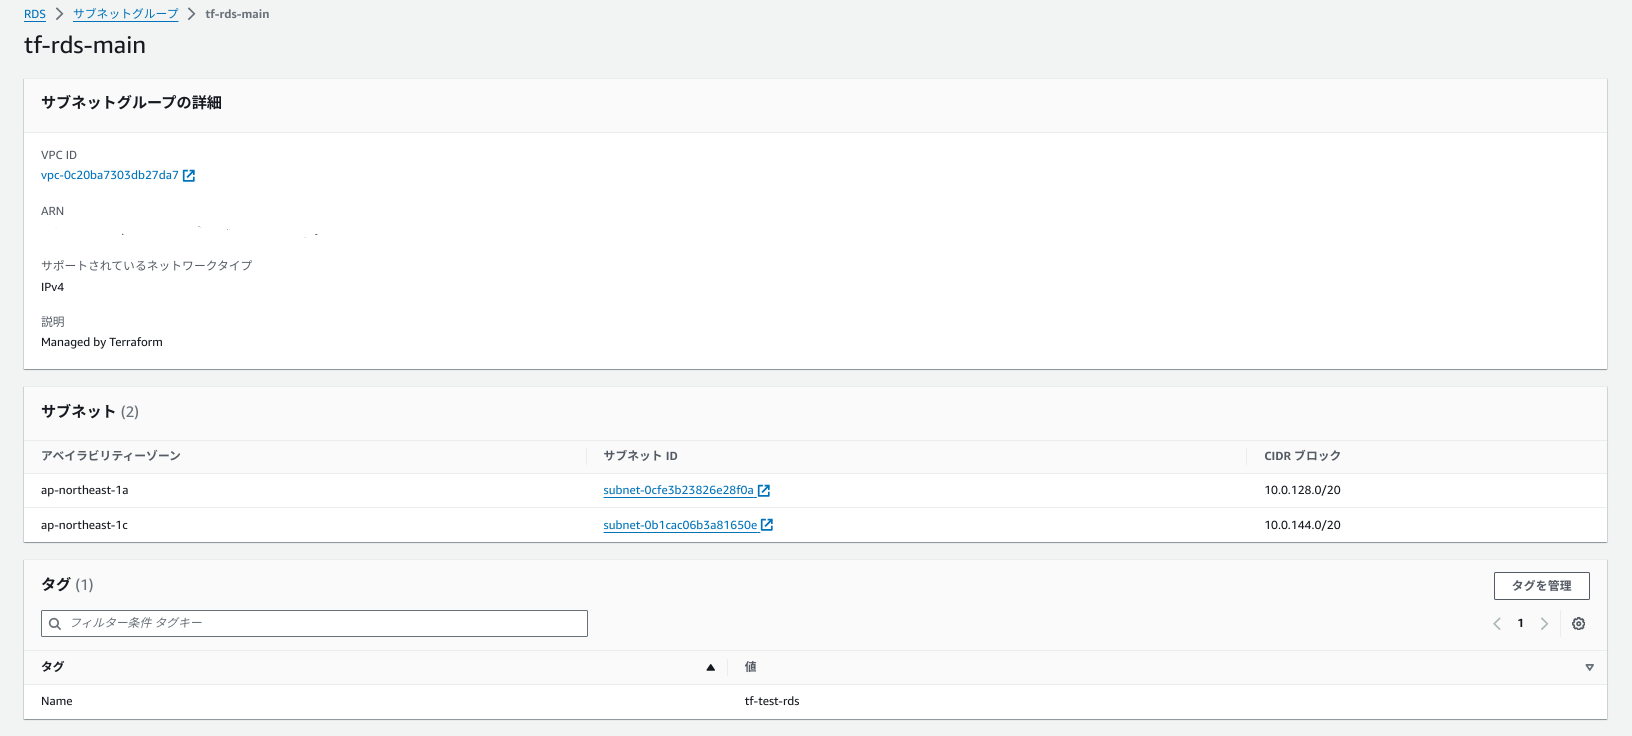 RDS > サブネットグループ > tf-rds-main
tf-rds-main
サブネットグループの詳細
VPC ID
vpc-0c20ba7303db27da7
ARN
サポートされているネットワークタイプ
IPv4
説明
Managed by Terraform
サブネット (2)
アベイラビリティーゾーン サブネット ID CIDR ブロック
ap-northeast-1a subnet-0cfe3b23826e28f0a 10.0.128.0/20
ap-northeast-1c subnet-0b1cac06b3a81650e 10.0.144.0/20
タグ (1)
タグを管理
フィルター条件 タグキー
1
タグ 値
Name tf-test-rds